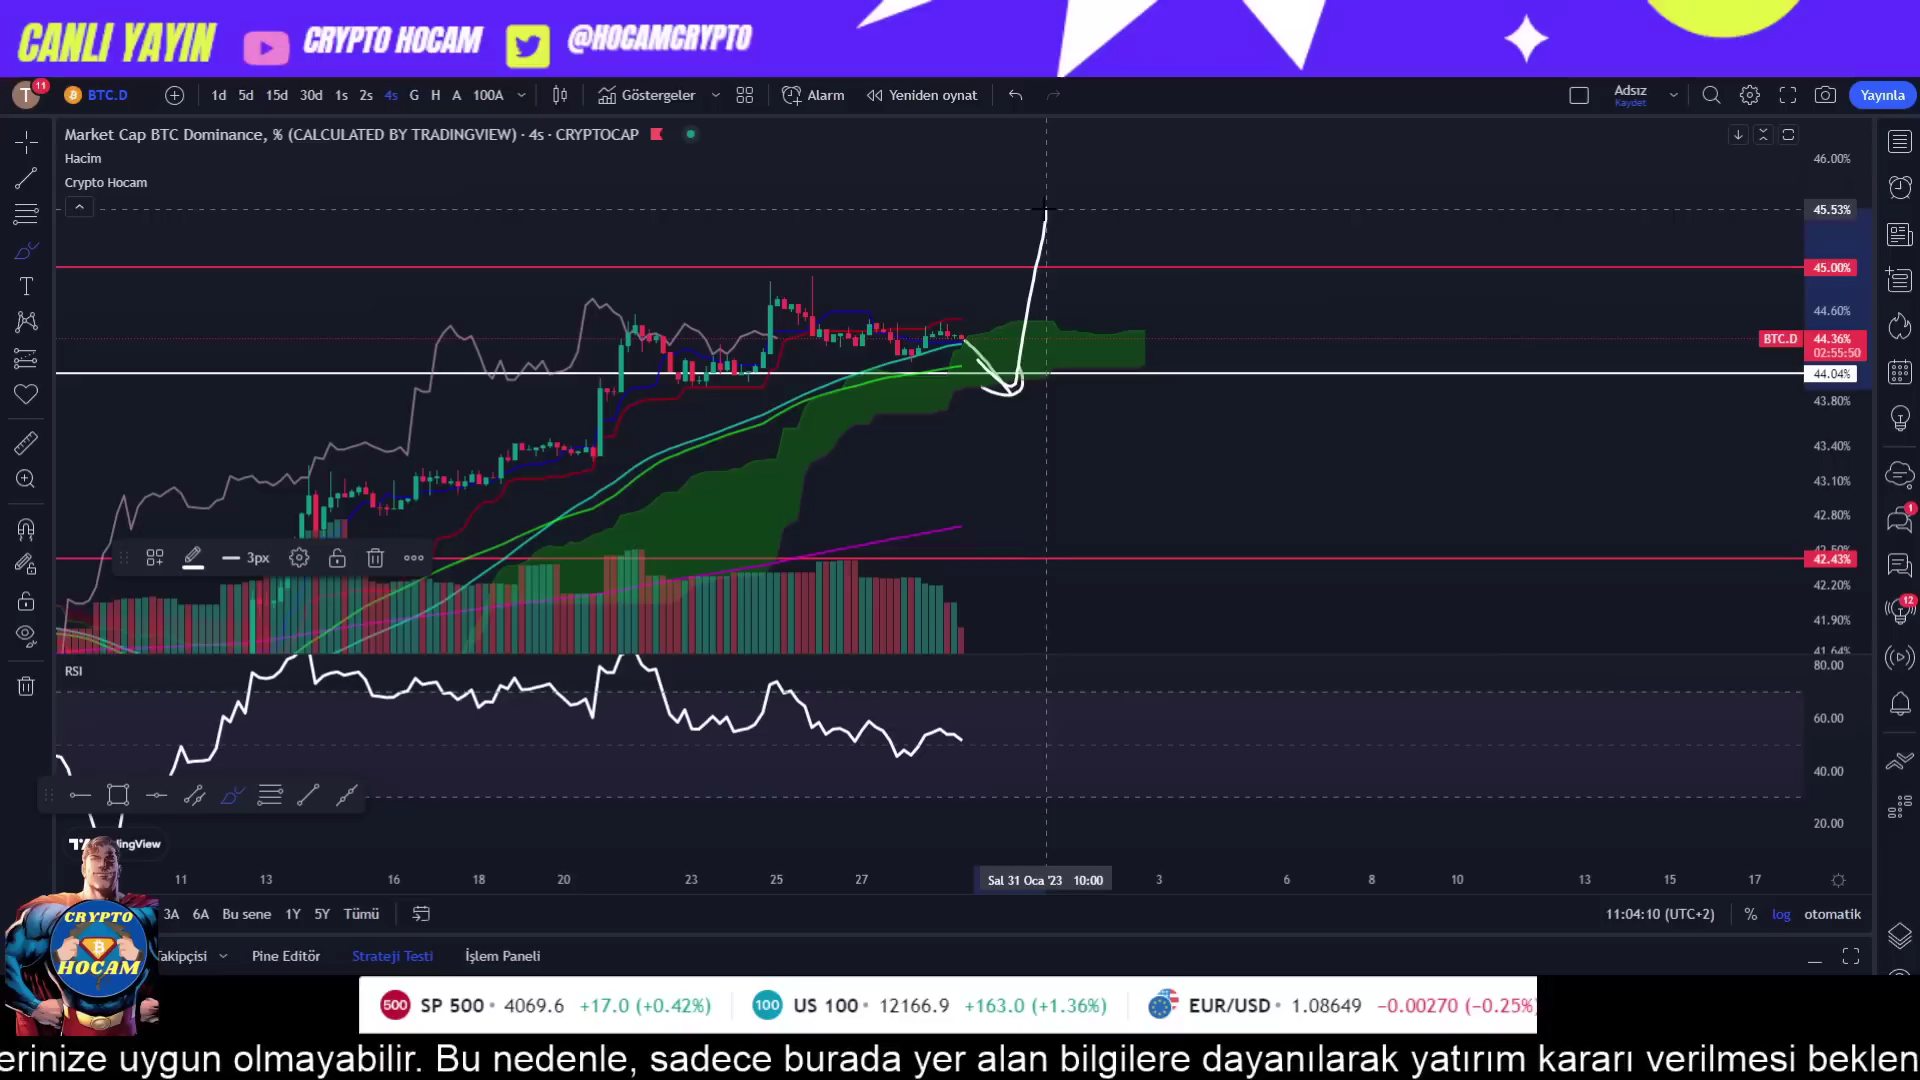 CANLI YAYIN CRYPTO HOCAM @HOCAMCRYPTO
T 11 BTC.D 1d 5d 15d 30d 1s 2s 4s G H A 100A Göstergeler Alarm Yeniden oynat Adsız Kaydet Yayınla
Market Cap BTC Dominance, % (CALCULATED BY TRADINGVIEW) · 4s · CRYPTOCAP
Hacim
Crypto Hocam
46.00%
45.53%
45.00%
44.60%
BTC.D 44.36%
02:55:50
44.04%
43.80%
43.40%
43.10%
42.80%
42.43%
42.20%
41.90%
41.64%
3px
1
12
RSI
80.00
60.00
40.00
20.00
11 13 16 18 20 23 25 27 Sal 31 Oca '23 10:00 3 6 8 10 13 15 17
3A 6A Bu sene 1Y 5Y Tümü 11:04:10 (UTC+2) % log otomatik
Pine Editör Strateji Testi İşlem Paneli
CRYPTO
HOCAM
500 SP 500 4069.6 +17.0 (+0.42%) 100 US 100 12166.9 +163.0 (+1.36%) EUR/USD 1.08649 −0.00270 (−0.25%)
uygun olmayabilir. Bu nedenle, sadece burada yer alan bilgilere dayanılarak yatırım kararı verilmesi